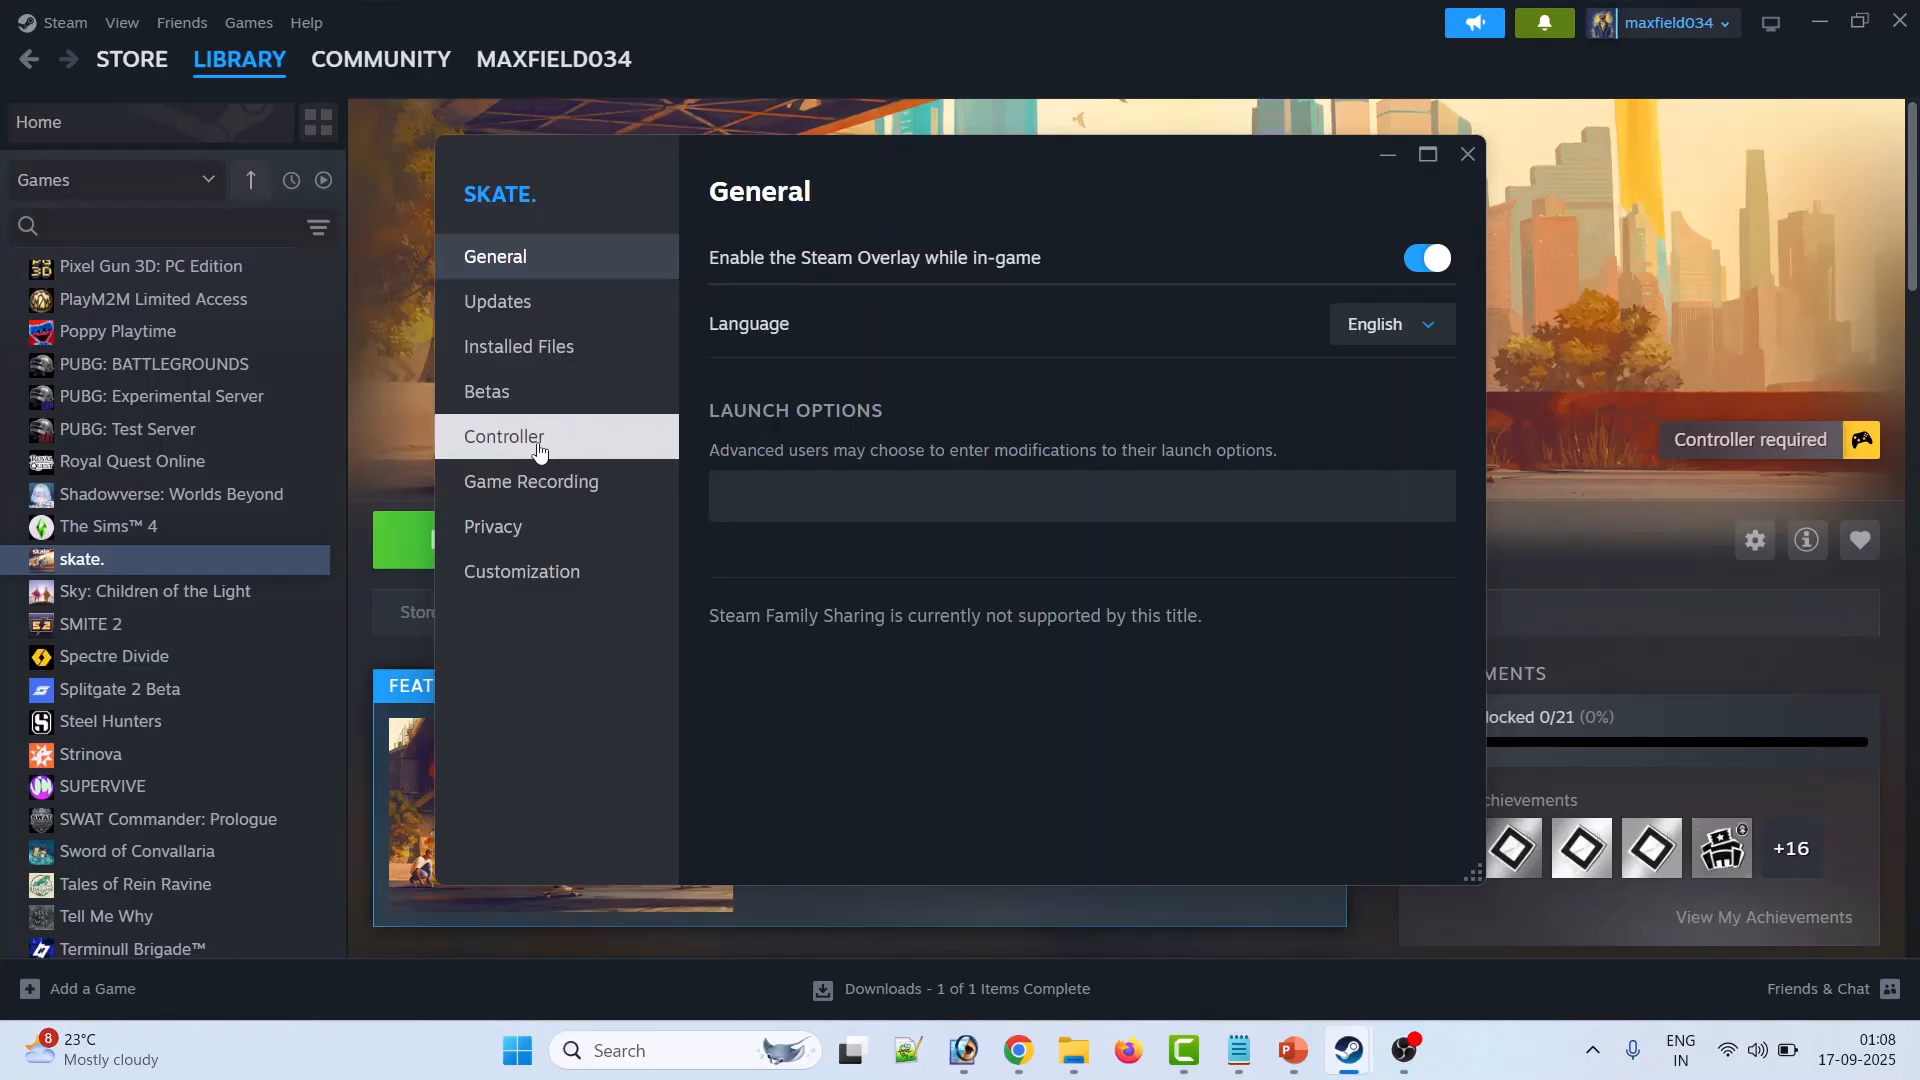 Steam View Friends Games Help
maxfield034
STORE LIBRARY COMMUNITY MAXFIELD034
Home
Games
Pixel Gun 3D: PC Edition
PlayM2M Limited Access
Poppy Playtime
PUBG: BATTLEGROUNDS
PUBG: Experimental Server
PUBG: Test Server
Royal Quest Online
Shadowverse: Worlds Beyond
The Sims™ 4
skate.
Sky: Children of the Light
SMITE 2
Spectre Divide
Splitgate 2 Beta
Steel Hunters
Strinova
SUPERVIVE
SWAT Commander: Prologue
Sword of Convallaria
Tales of Rein Ravine
Tell Me Why
Terminull Brigade™
SKATE.
General
Updates
Installed Files
Betas
Controller
Game Recording
Privacy
Customization
General
Enable the Steam Overlay while in-game
Language
English
LAUNCH OPTIONS
Advanced users may choose to enter modifications to their launch options.
Steam Family Sharing is currently not supported by this title.
Controller required
Store
FEAT
MENTS
locked 0/21 (0%)
chievements
+16
View My Achievements
Add a Game
Downloads - 1 of 1 Items Complete
Friends & Chat
8
23°C
Mostly cloudy
Search
ENG
IN
01:08
17-09-2025